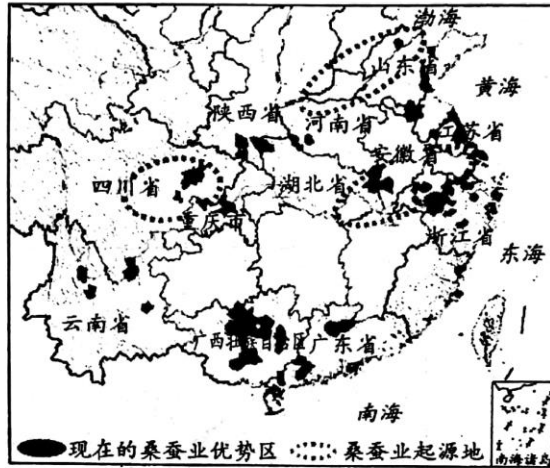 渤海
山东省
黄海
陕西省
河南省
江苏省
安徽省
四川省
湖北省
重庆市
浙江省
东海
云南省
广西壮族自治区
广东省
南海
南海诸岛
现在的桑蚕业优势区
桑蚕业起源地